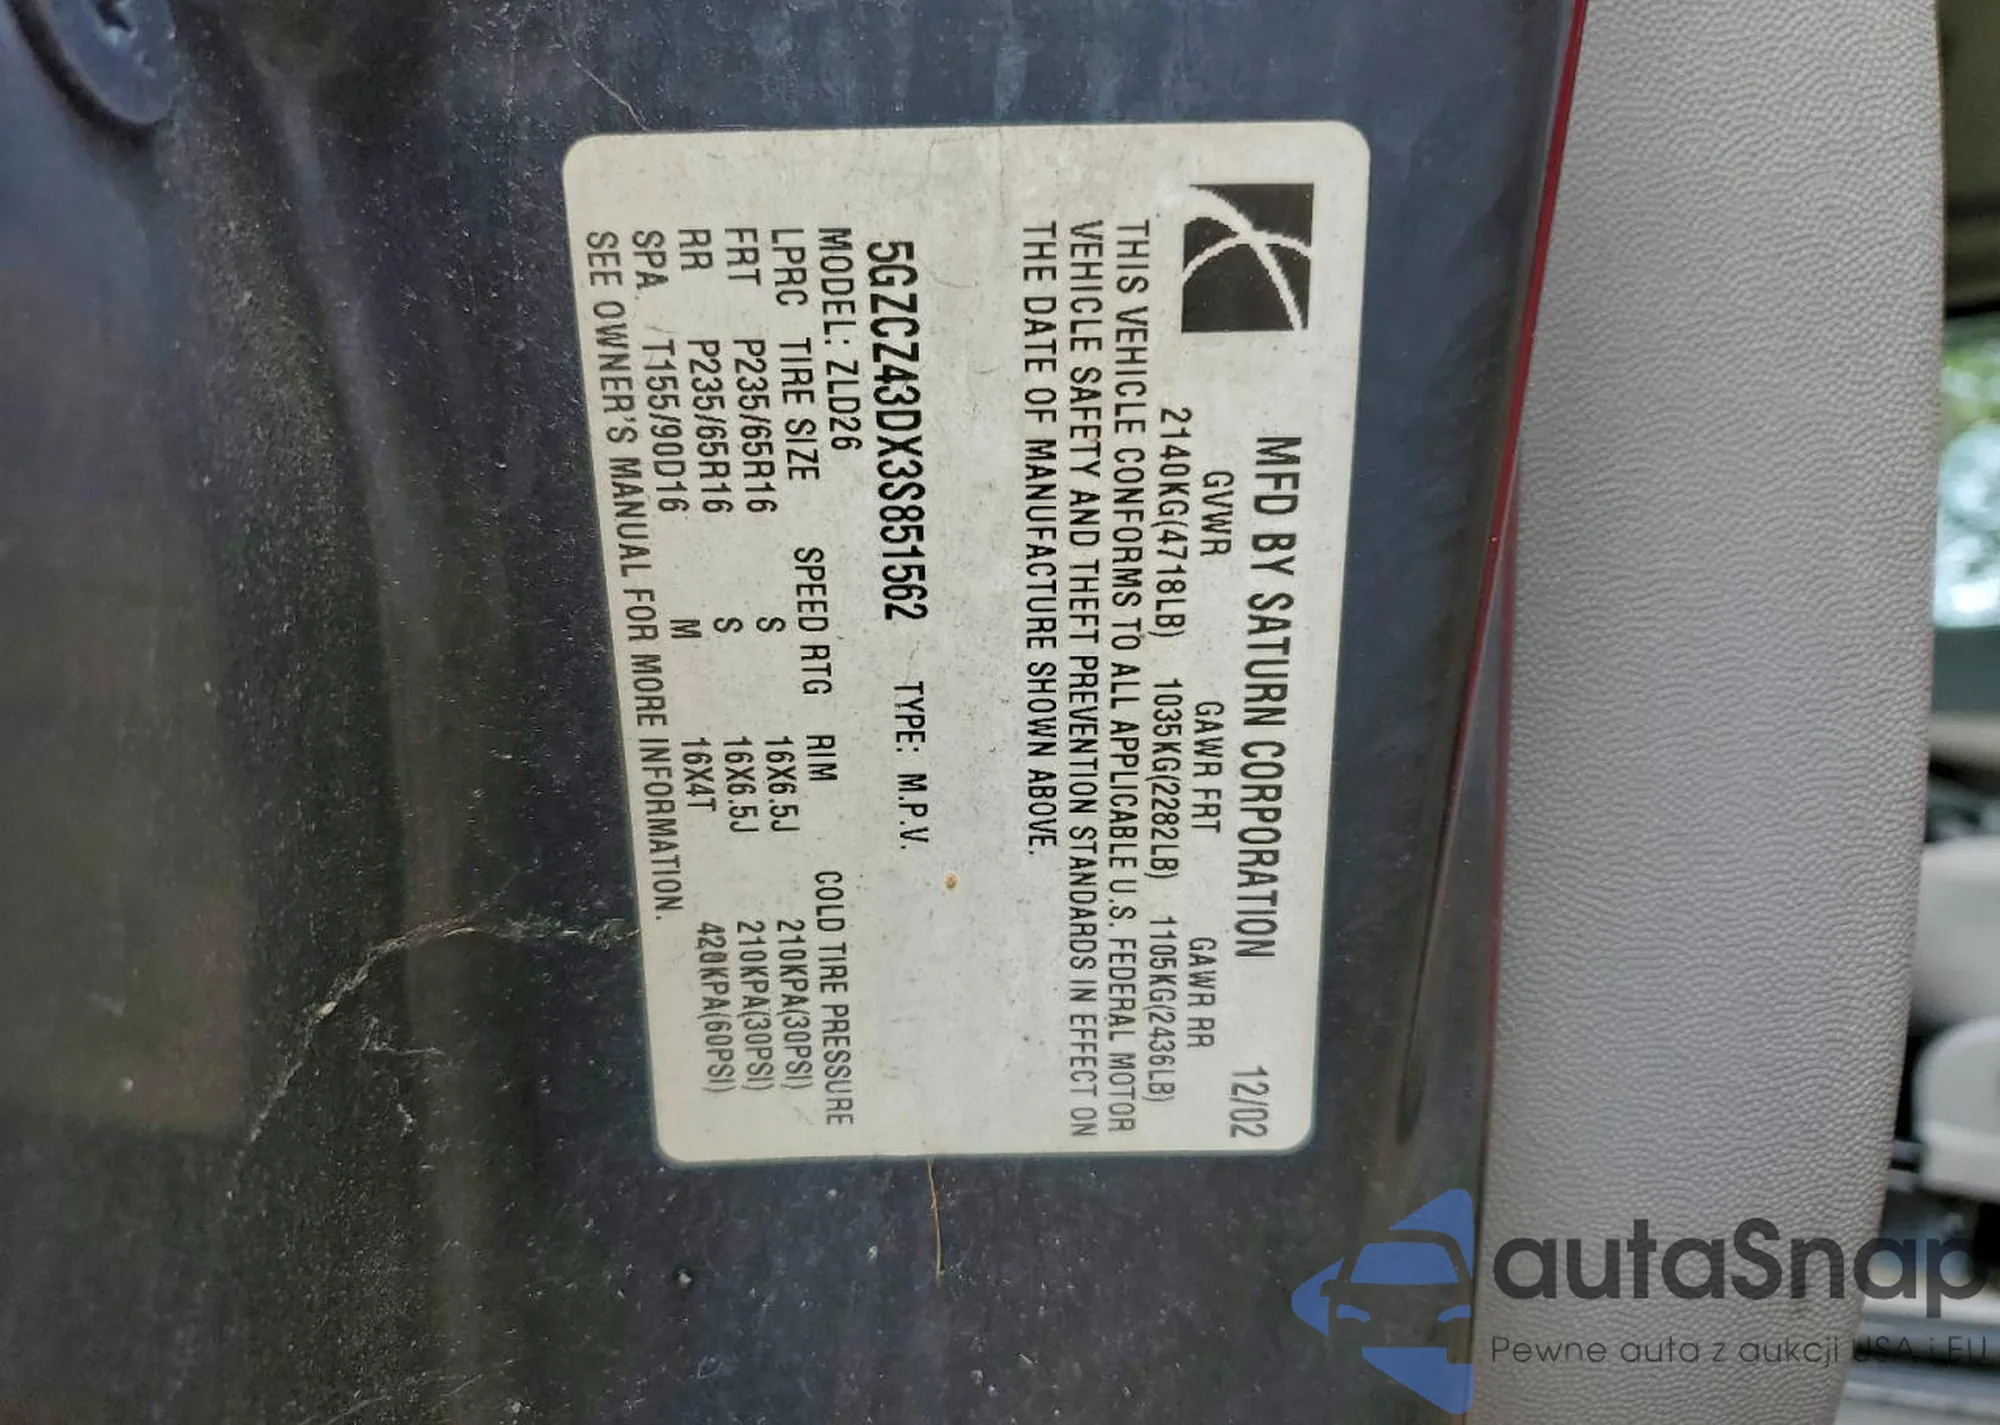 MFD BY SATURN CORPORATION 12/02
GVWR GAWR FRT GAWR RR
2140KG(4718LB) 1035KG(2282LB) 1105KG(2436LB)
THIS VEHICLE CONFORMS TO ALL APPLICABLE U.S. FEDERAL MOTOR
VEHICLE SAFETY AND THEFT PREVENTION STANDARDS IN EFFECT ON
THE DATE OF MANUFACTURE SHOWN ABOVE.
5GZCZ43DX3S851562 TYPE: M.P.V.
MODEL: ZLD26
LPRC TIRE SIZE SPEED RTG RIM COLD TIRE PRESSURE
FRT P235/65R16 S 16X6.5J 210KPA(30PSI)
RR P235/65R16 S 16X6.5J 210KPA(30PSI)
SPA T155/90D16 M 16X4T 420KPA(60PSI)
SEE OWNER'S MANUAL FOR MORE INFORMATION.
autaSnap
Pewne auta z aukcji USA i EU